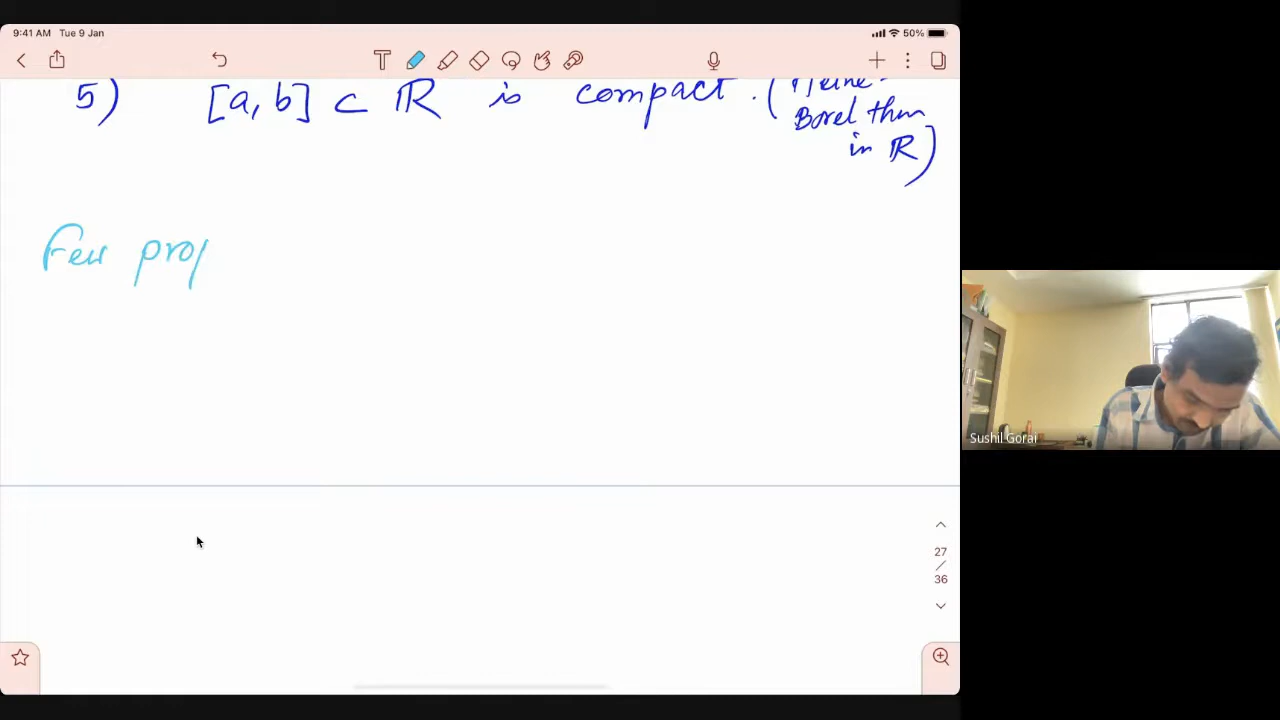 9:41 AM Tue 9 Jan
50%
5) [a, b] ⊂ ℝ is compact. (Heine-
Borel thm
in ℝ)
Few prop
27
/
36
Sushil Gorai